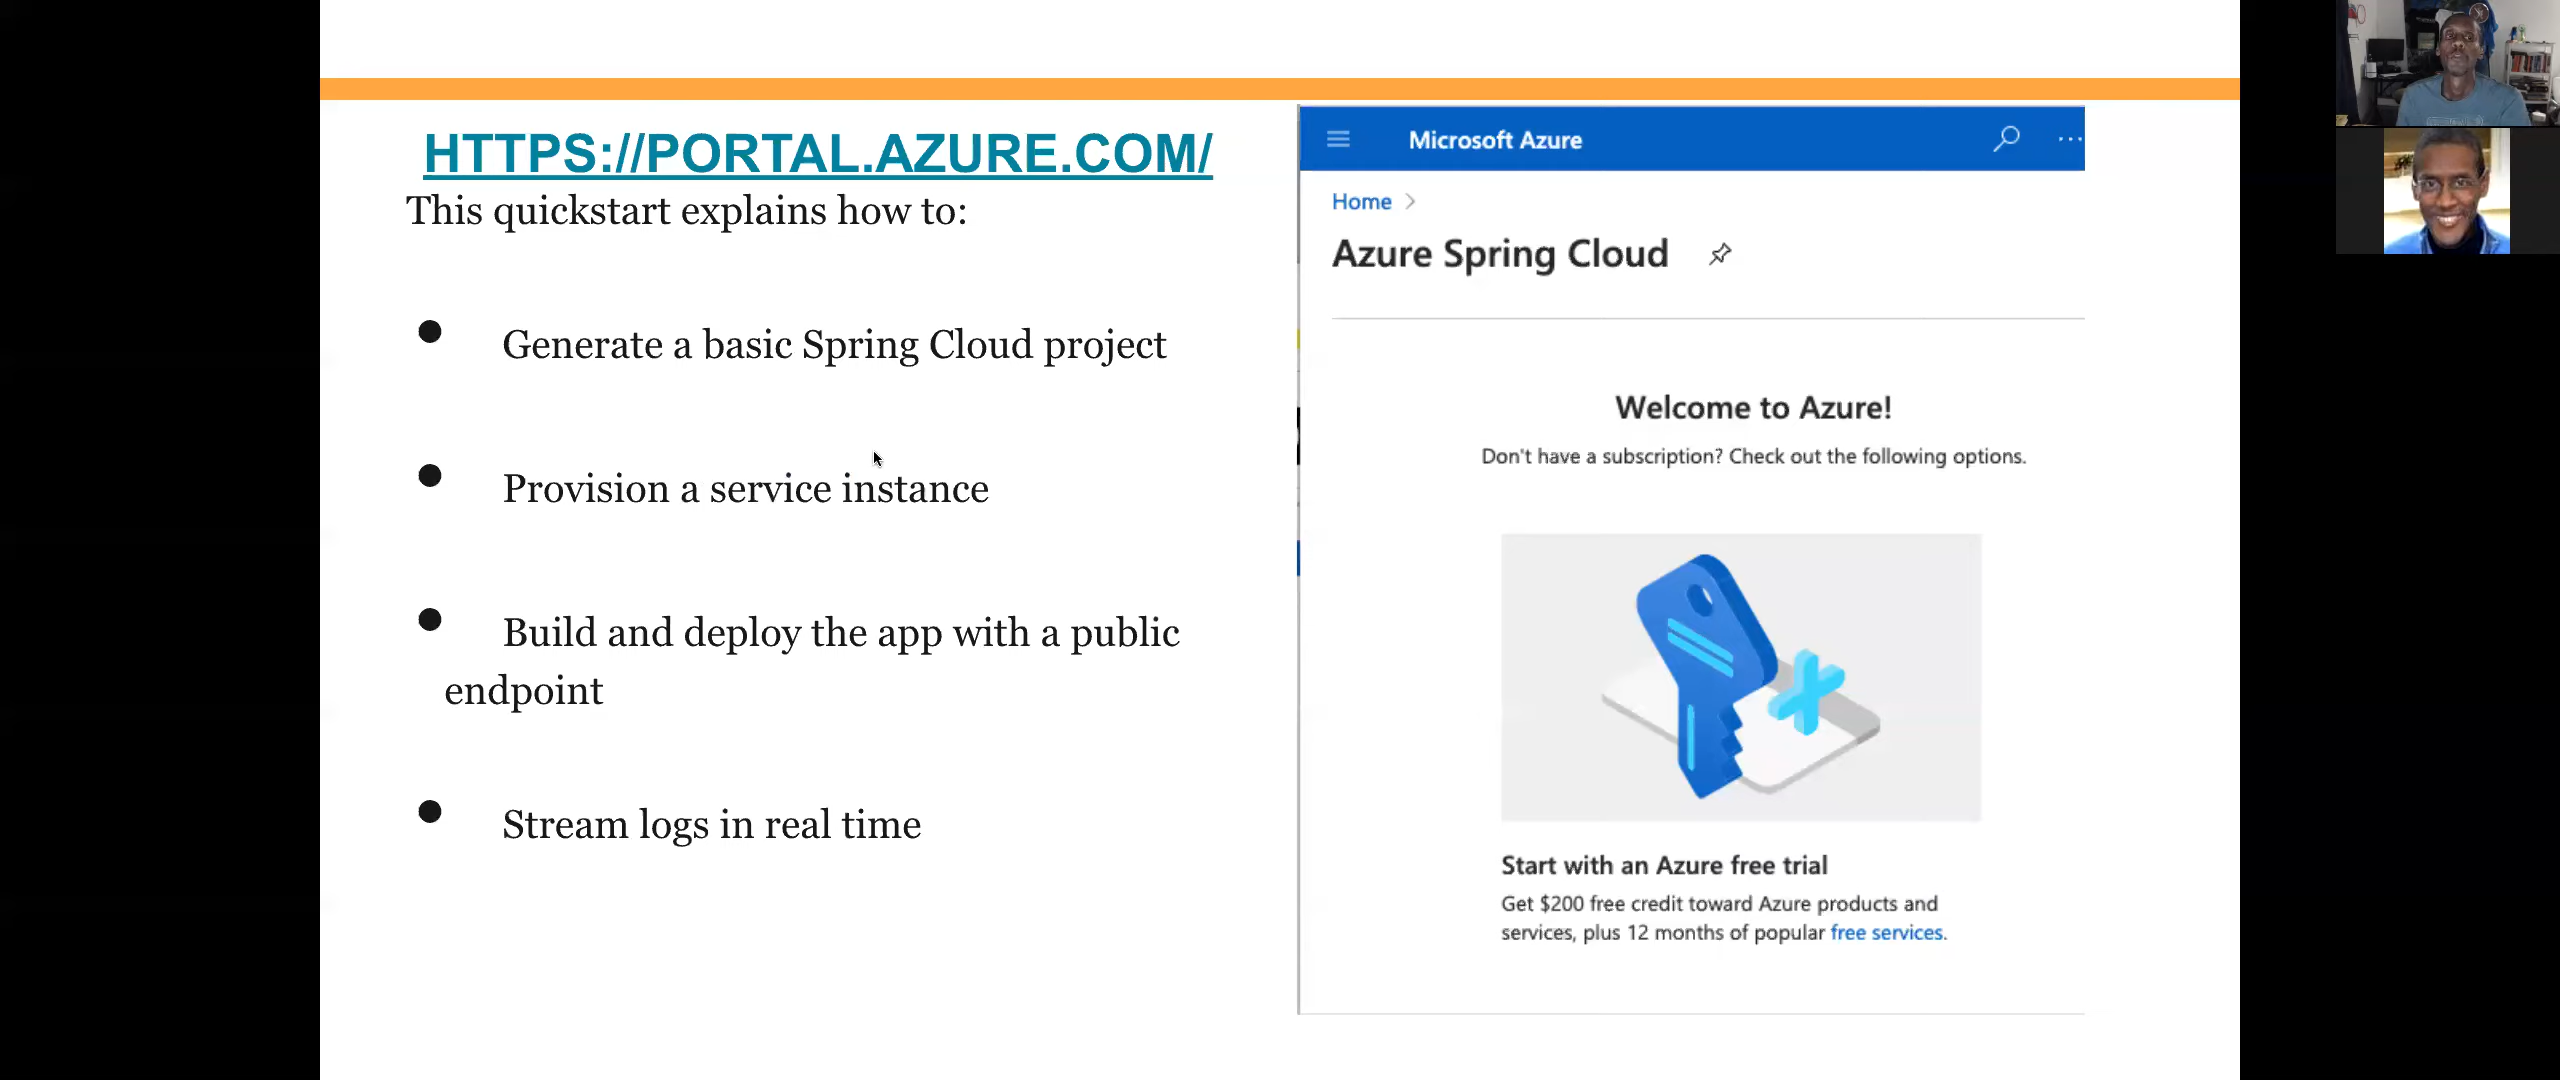 HTTPS://PORTAL.AZURE.COM/
This quickstart explains how to:
● Generate a basic Spring Cloud project
● Provision a service instance
● Build and deploy the app with a public
endpoint
● Stream logs in real time
Microsoft Azure
Home >
Azure Spring Cloud
Welcome to Azure!
Don't have a subscription? Check out the following options.
Start with an Azure free trial
Get $200 free credit toward Azure products and
services, plus 12 months of popular free services.